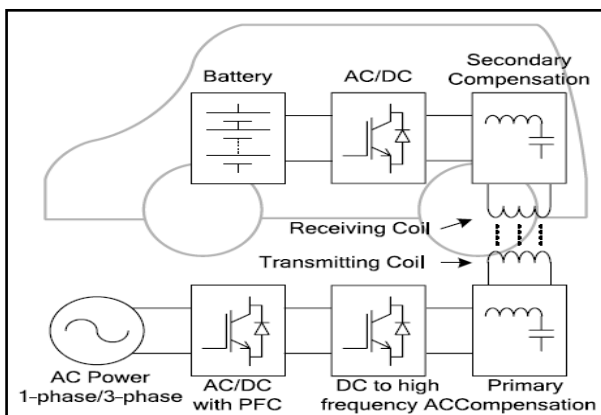 Battery
AC/DC
Secondary
Compensation
Receiving Coil
Transmitting Coil
AC Power
1-phase/3-phase
AC/DC
with PFC
DC to high
frequency AC
Primary
Compensation